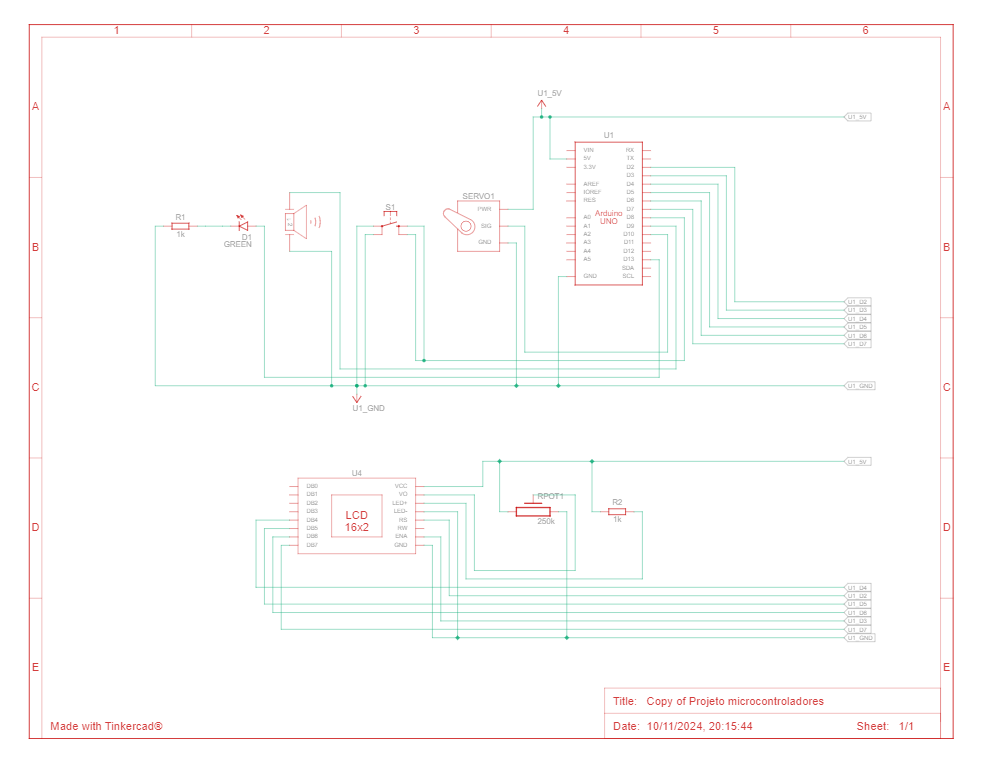 1 2 3 4 5 6
A A
U1_5V
U1_5V
U1
VIN RX
5V TX
3.3V D2
D3
AREF D4
IOREF D5
RES D6
D7
A0 D8
A1 D9
A2 D10
A3 D11
A4 D12
A5 D13
SDA
GND SCL
Arduino
UNO
SERVO1
PWR
SIG
GND
S1
R1
1k
D1
GREEN
B B
U1_D2
U1_D3
U1_D4
U1_D5
U1_D6
U1_D7
C C
U1_GND
U1_GND
U1_5V
U4
DB0 VCC
DB1 VO
DB2 LED+
DB3 LED-
DB4 RS
DB5 RW
DB6 ENA
DB7 GND
LCD
16x2
RPOT1
250k
R2
1k
D D
U1_D4
U1_D2
U1_D5
U1_D6
U1_D3
U1_D7
U1_GND
E E
Title: Copy of Projeto microcontroladores
Made with Tinkercad®
Date: 10/11/2024, 20:15:44 Sheet: 1/1